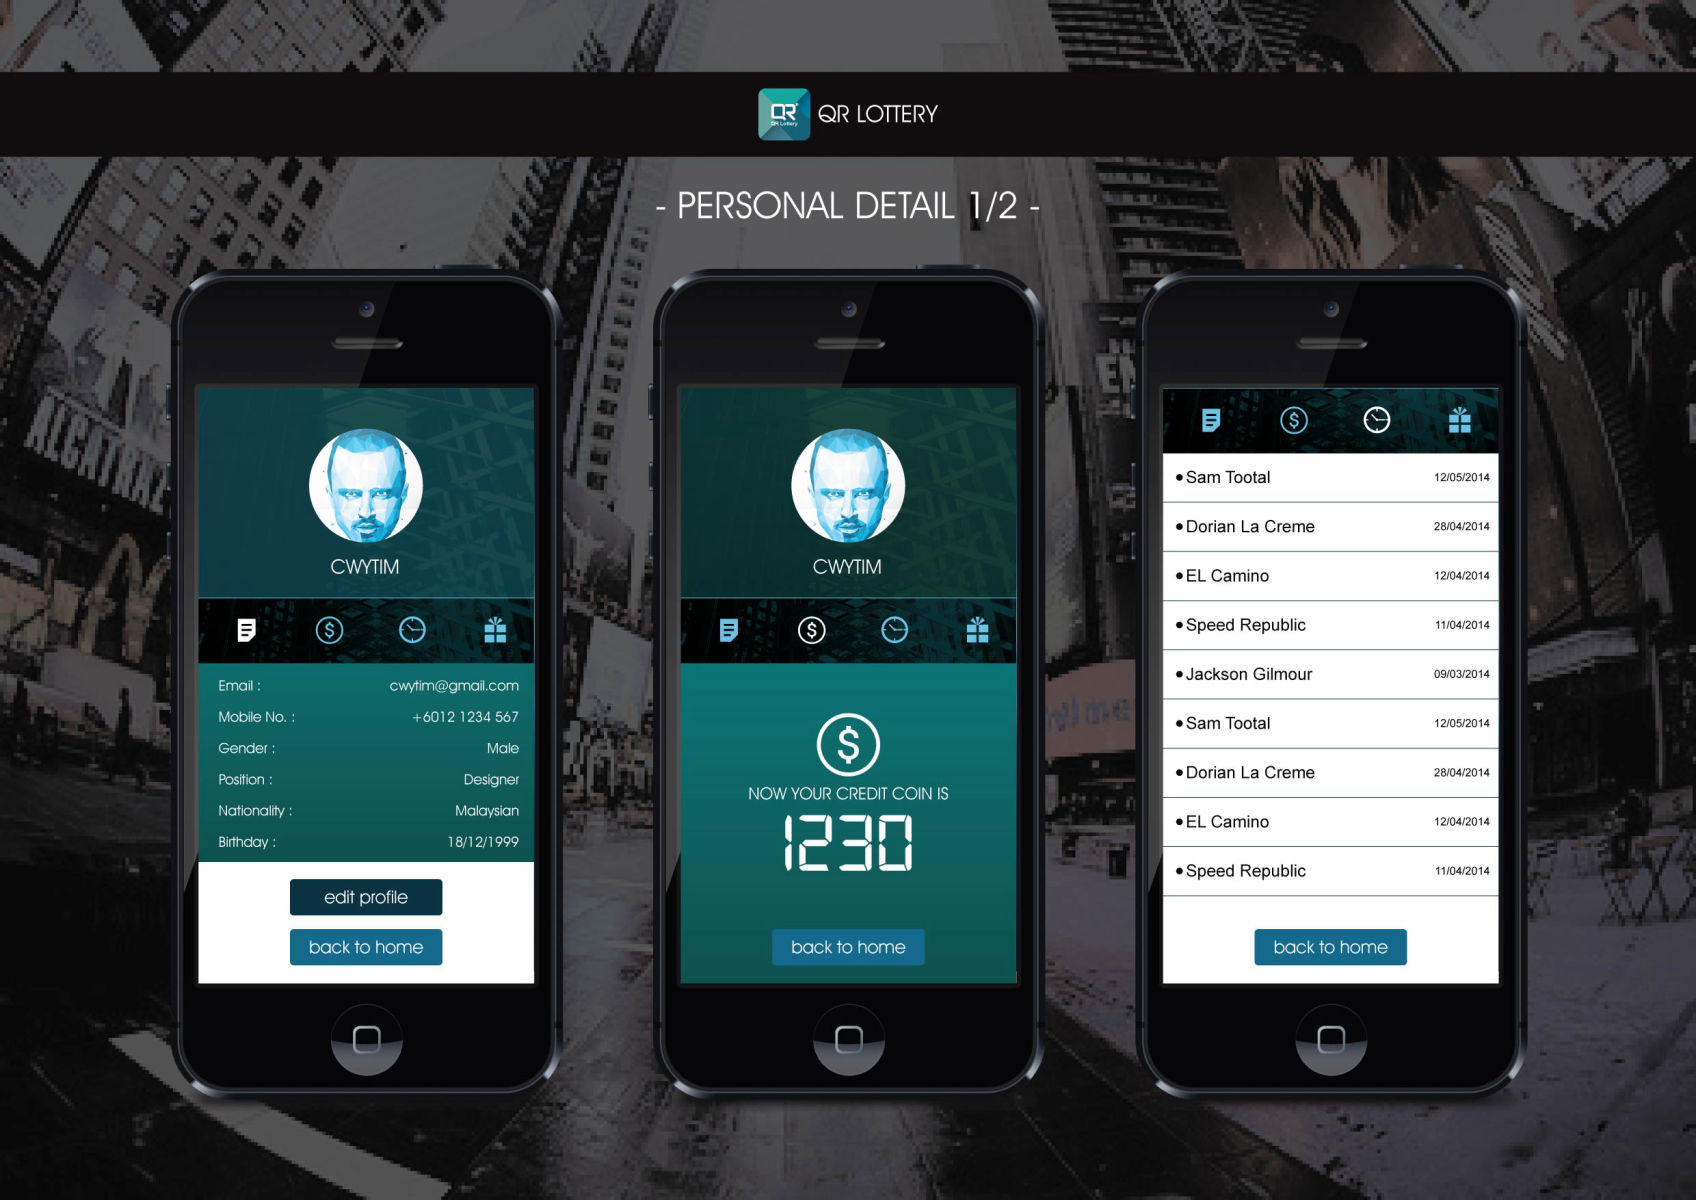 QR
QR Lottery
QR LOTTERY
- PERSONAL DETAIL 1/2 -
CWYTIM
Email : cwytim@gmail.com
Mobile No. : +6012 1234 567
Gender : Male
Position : Designer
Nationality : Malaysian
Birthday : 18/12/1999
edit profile
back to home
CWYTIM
NOW YOUR CREDIT COIN IS
1230
back to home
•Sam Tootal 12/05/2014
•Dorian La Creme 28/04/2014
•EL Camino 12/04/2014
•Speed Republic 11/04/2014
•Jackson Gilmour 09/03/2014
•Sam Tootal 12/05/2014
•Dorian La Creme 28/04/2014
•EL Camino 12/04/2014
•Speed Republic 11/04/2014
back to home